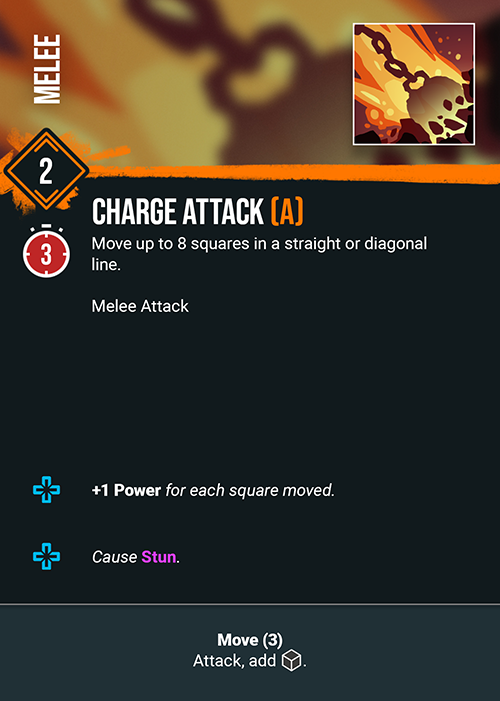 MELEE
2
CHARGE ATTACK (A)
3
Move up to 8 squares in a straight or diagonal
line.
Melee Attack
+1 Power for each square moved.
Cause Stun.
Move (3)
Attack, add .